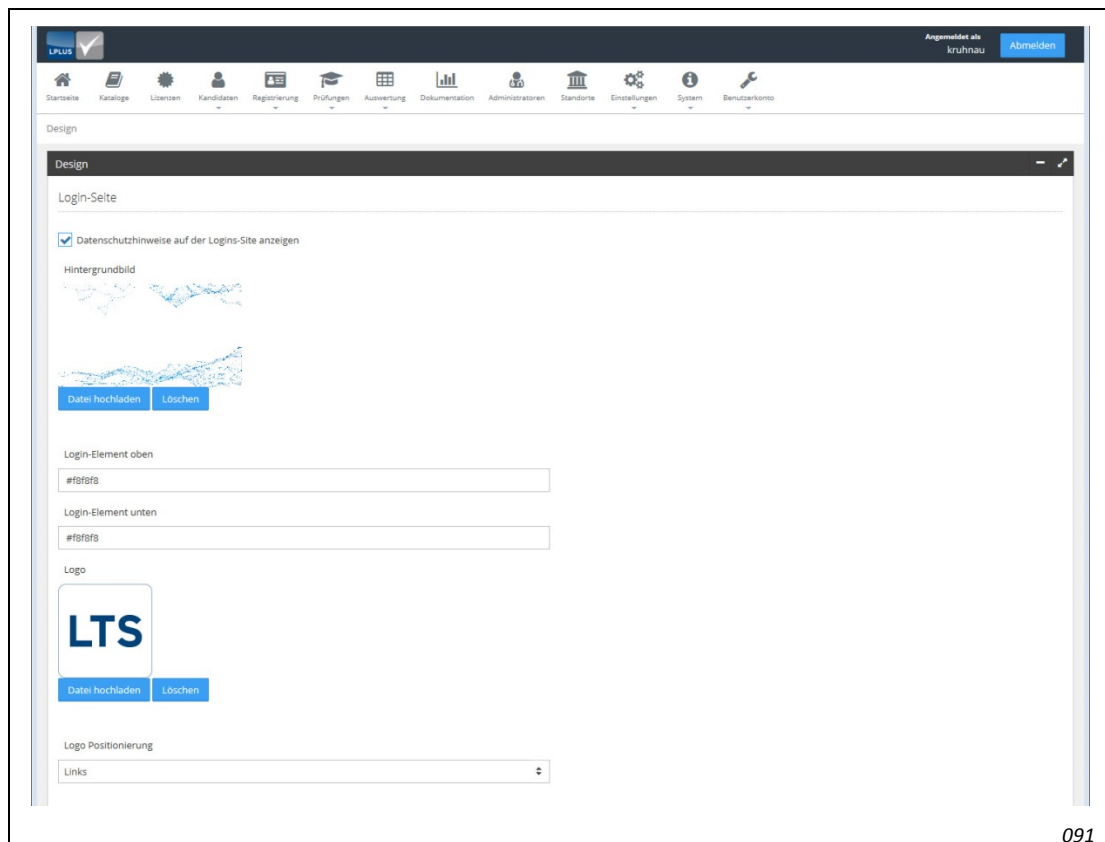 LPLUS
Angemeldet als
kruhnau
Abmelden
Startseite Kataloge Lizenzen Kandidaten Registrierung Prüfungen Auswertung Dokumentation Administratoren Standorte Einstellungen System Benutzerkonto
Design
Design
Login-Seite
Datenschutzhinweise auf der Logins-Site anzeigen
Hintergrundbild
Datei hochladen Löschen
Login-Element oben
#f8f8f8
Login-Element unten
#f8f8f8
Logo
LTS
Datei hochladen Löschen
Logo Positionierung
Links
091